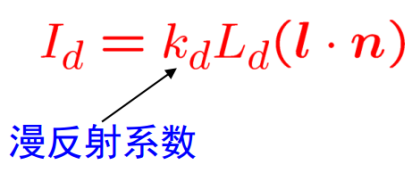 I_d = k_d L_d (l · n)
漫反射系数